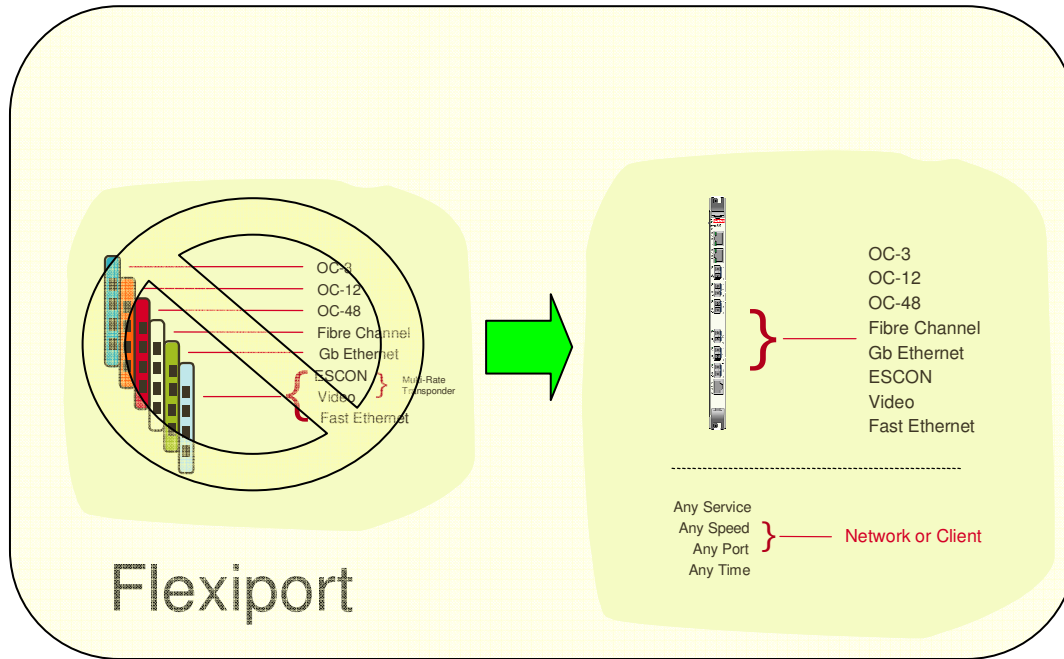 OC-3
OC-12
OC-48
Fibre Channel
Gb Ethernet
ESCON
Video
Fast Ethernet
Multi-Rate
Transponder
OC-3
OC-12
OC-48
Fibre Channel
Gb Ethernet
ESCON
Video
Fast Ethernet
Any Service
Any Speed
Any Port
Any Time
Network or Client
Flexiport